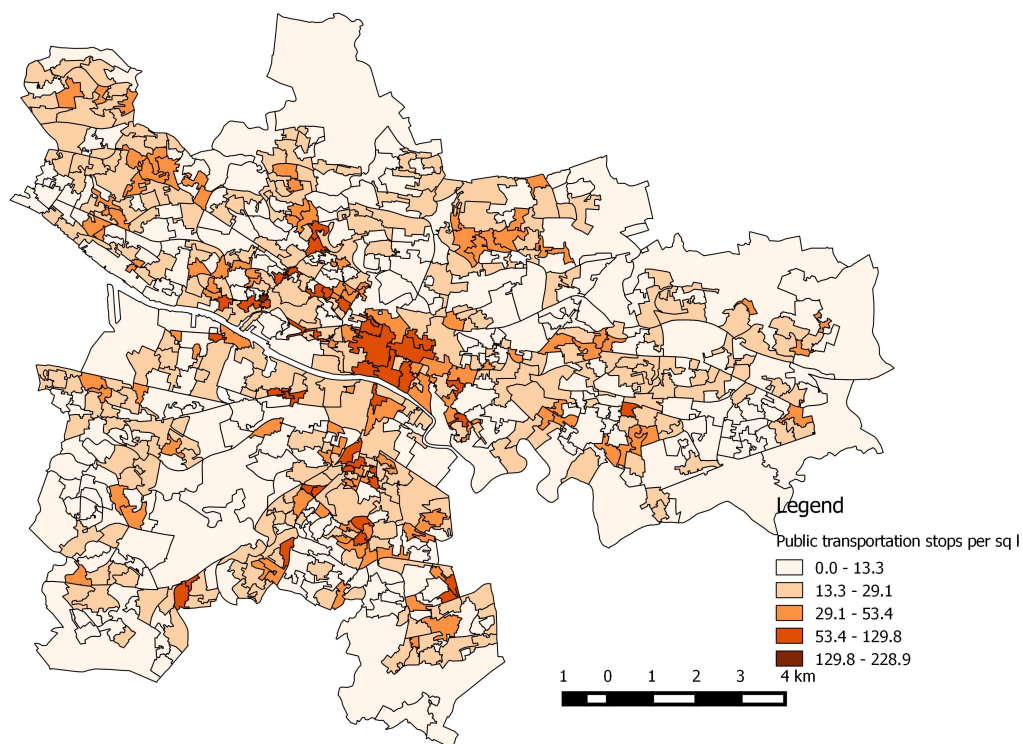 Legend
Public transportation stops per sq k
0.0 - 13.3
13.3 - 29.1
29.1 - 53.4
53.4 - 129.8
129.8 - 228.9
1 0 1 2 3 4 km